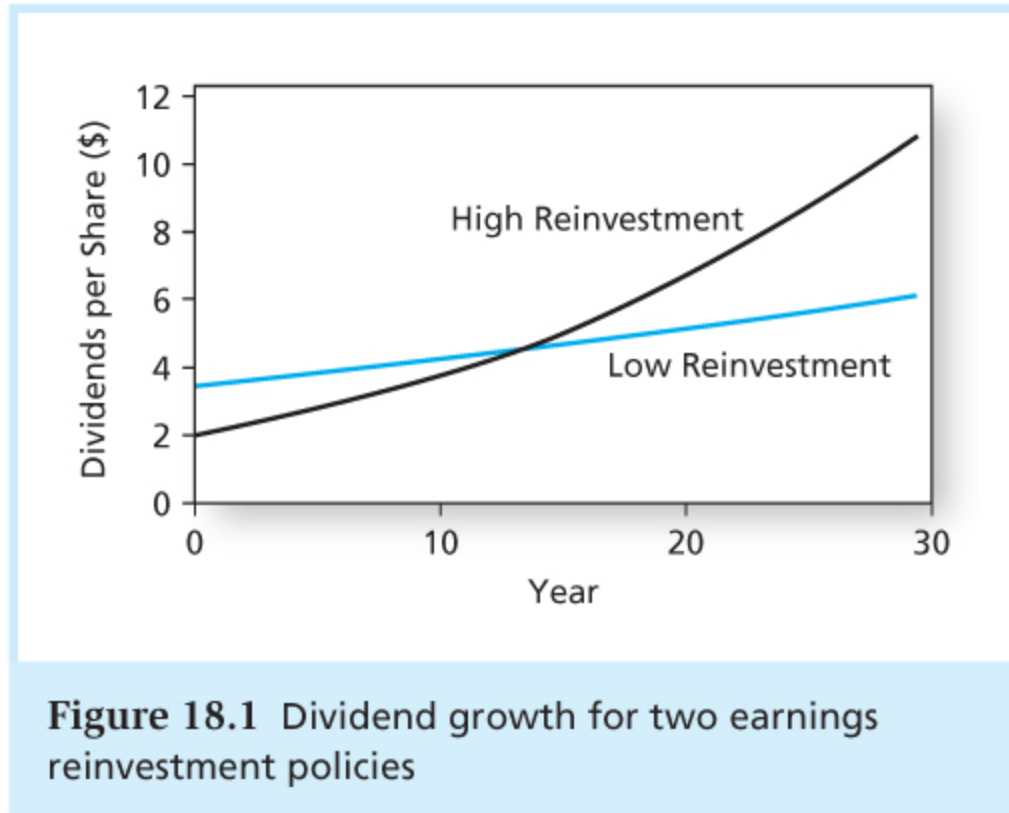 Dividends per Share ($)
12
10
8
6
4
2
0
High Reinvestment
Low Reinvestment
0 10 20 30
Year
Figure 18.1 Dividend growth for two earnings
reinvestment policies